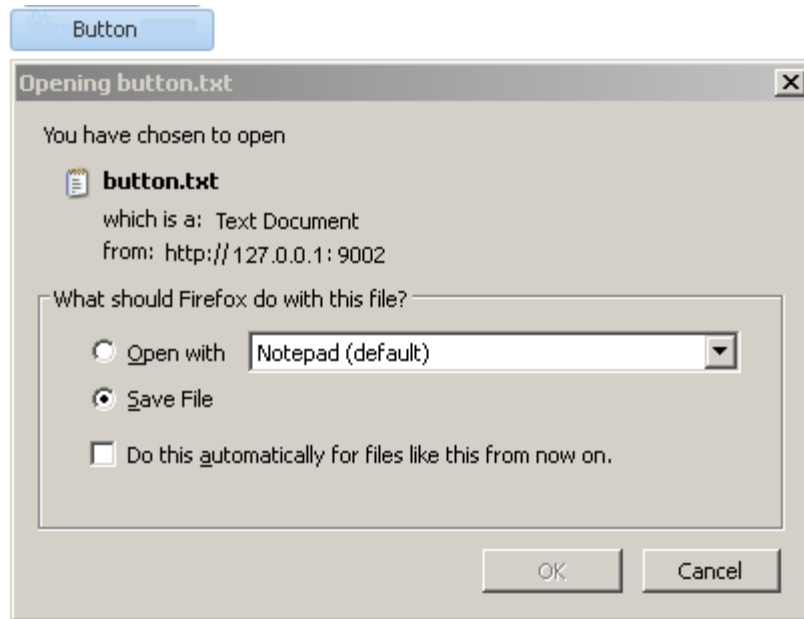 Button
Opening button.txt
You have chosen to open
button.txt
which is a: Text Document
from: http://127.0.0.1:9002
What should Firefox do with this file?
Open with Notepad (default)
Save File
Do this automatically for files like this from now on.
OK Cancel